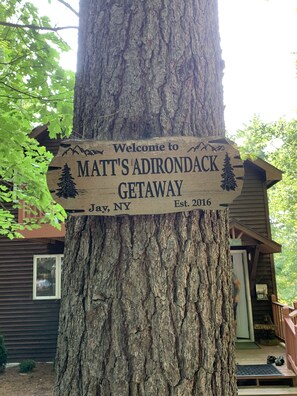 Welcome to
MATT'S ADIRONDACK
GETAWAY
Jay, NY Est. 2016